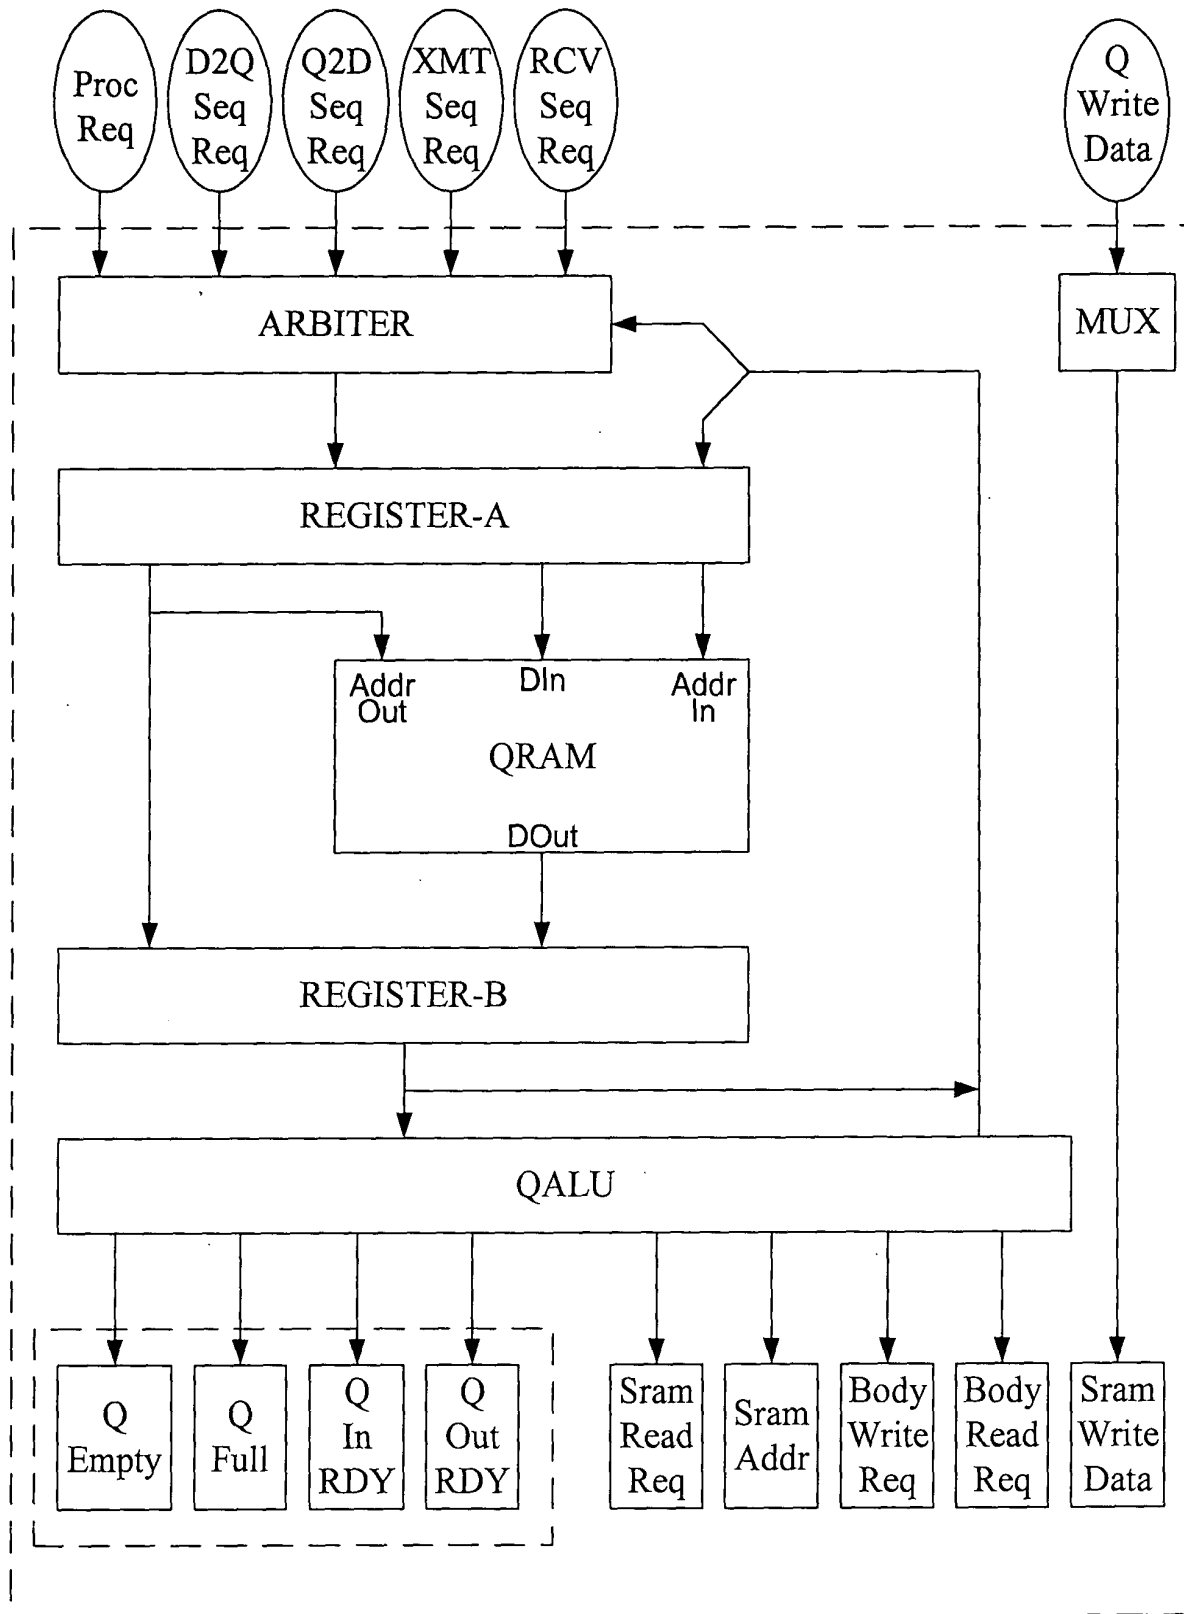 Proc
Req
D2Q
Seq
Req
Q2D
Seq
Req
XMT
Seq
Req
RCV
Seq
Req
Q
Write
Data
ARBITER
MUX
REGISTER-A
Addr
Out
DIn
Addr
In
QRAM
DOut
REGISTER-B
QALU
Q
Empty
Q
Full
Q
In
RDY
Q
Out
RDY
Sram
Read
Req
Sram
Addr
Body
Write
Req
Body
Read
Req
Sram
Write
Data